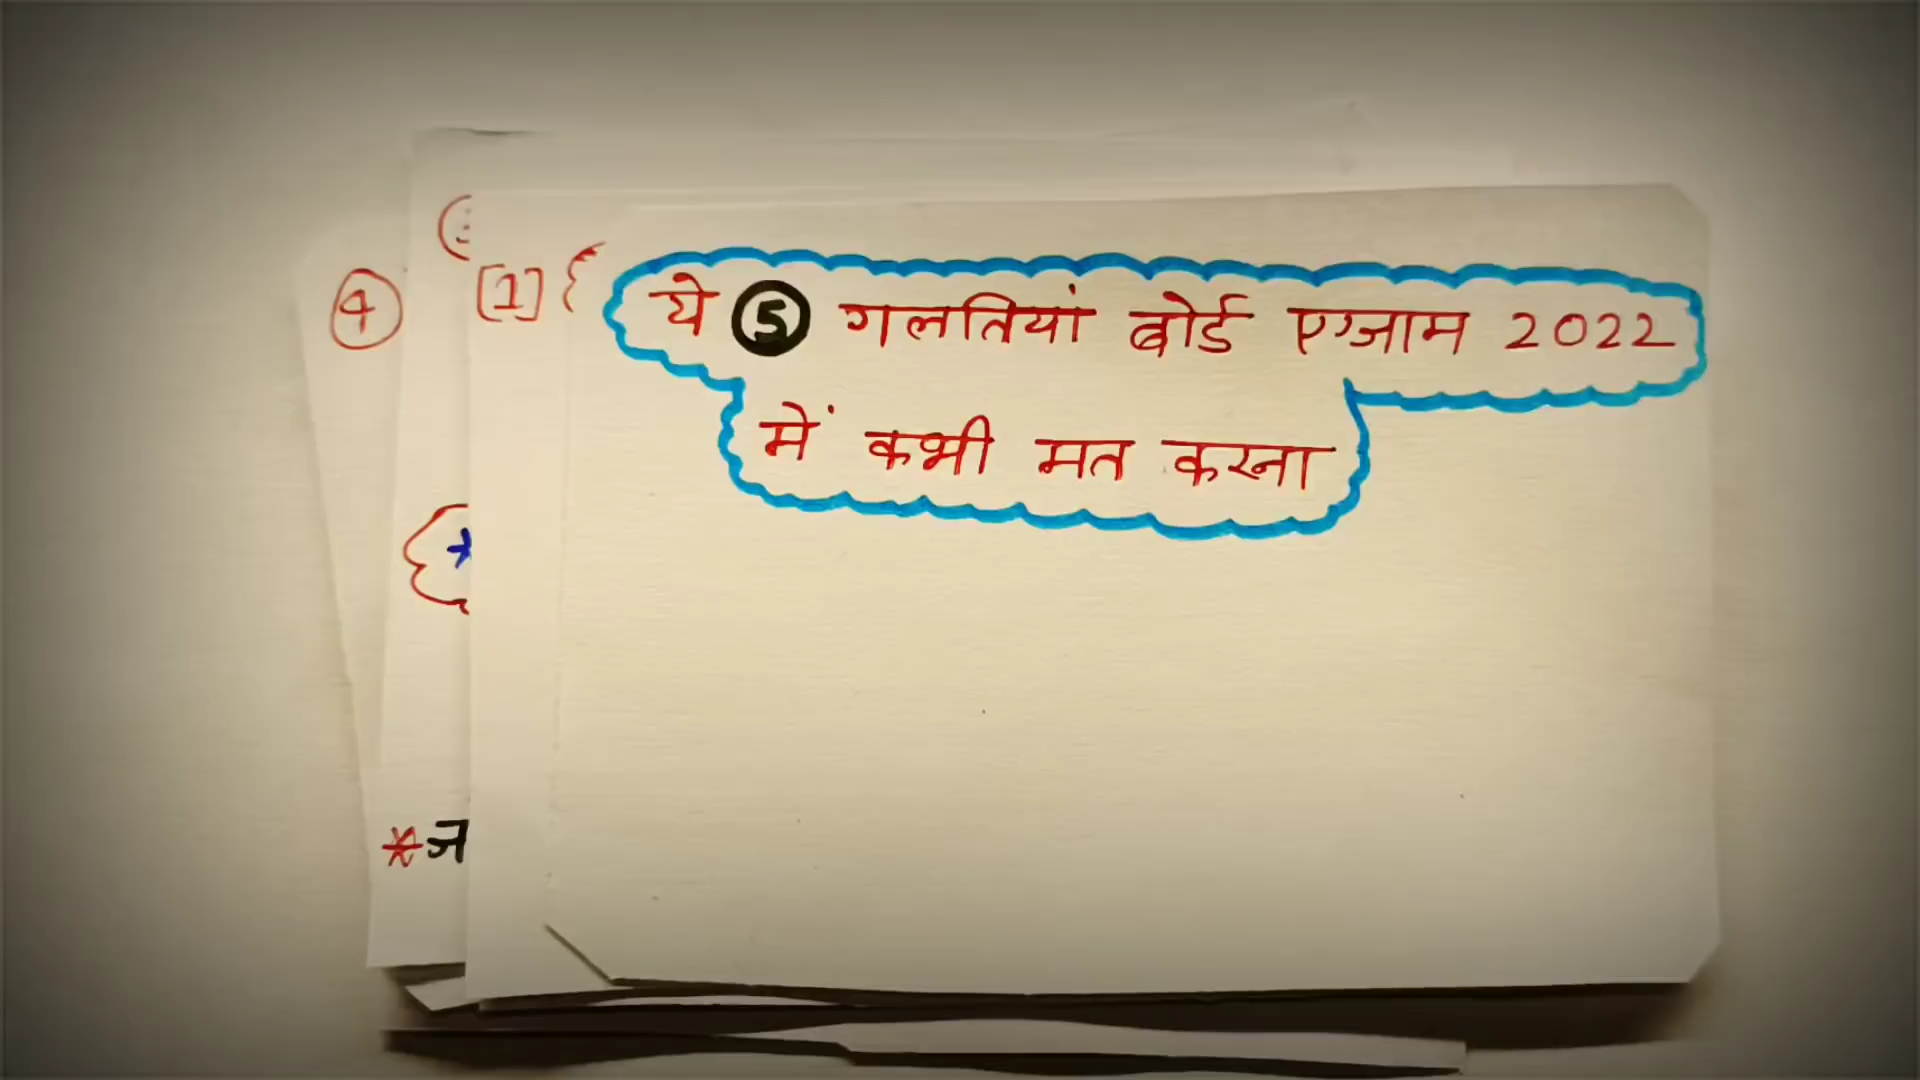 ये 5 गलतियां बोर्ड एग्जाम 2022
में कभी मत करना
[1] {
4
*ज